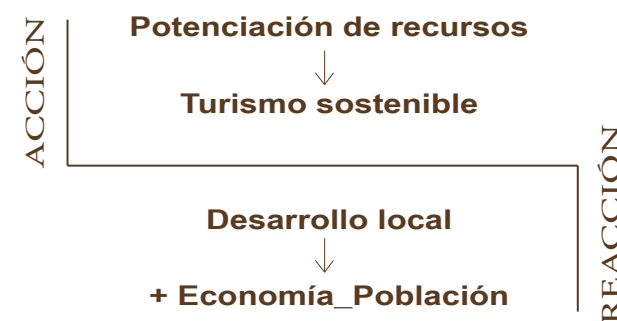 ACCIÓN
Potenciación de recursos
Turismo sostenible
Desarrollo local
+ Economía_Población
REACCIÓN